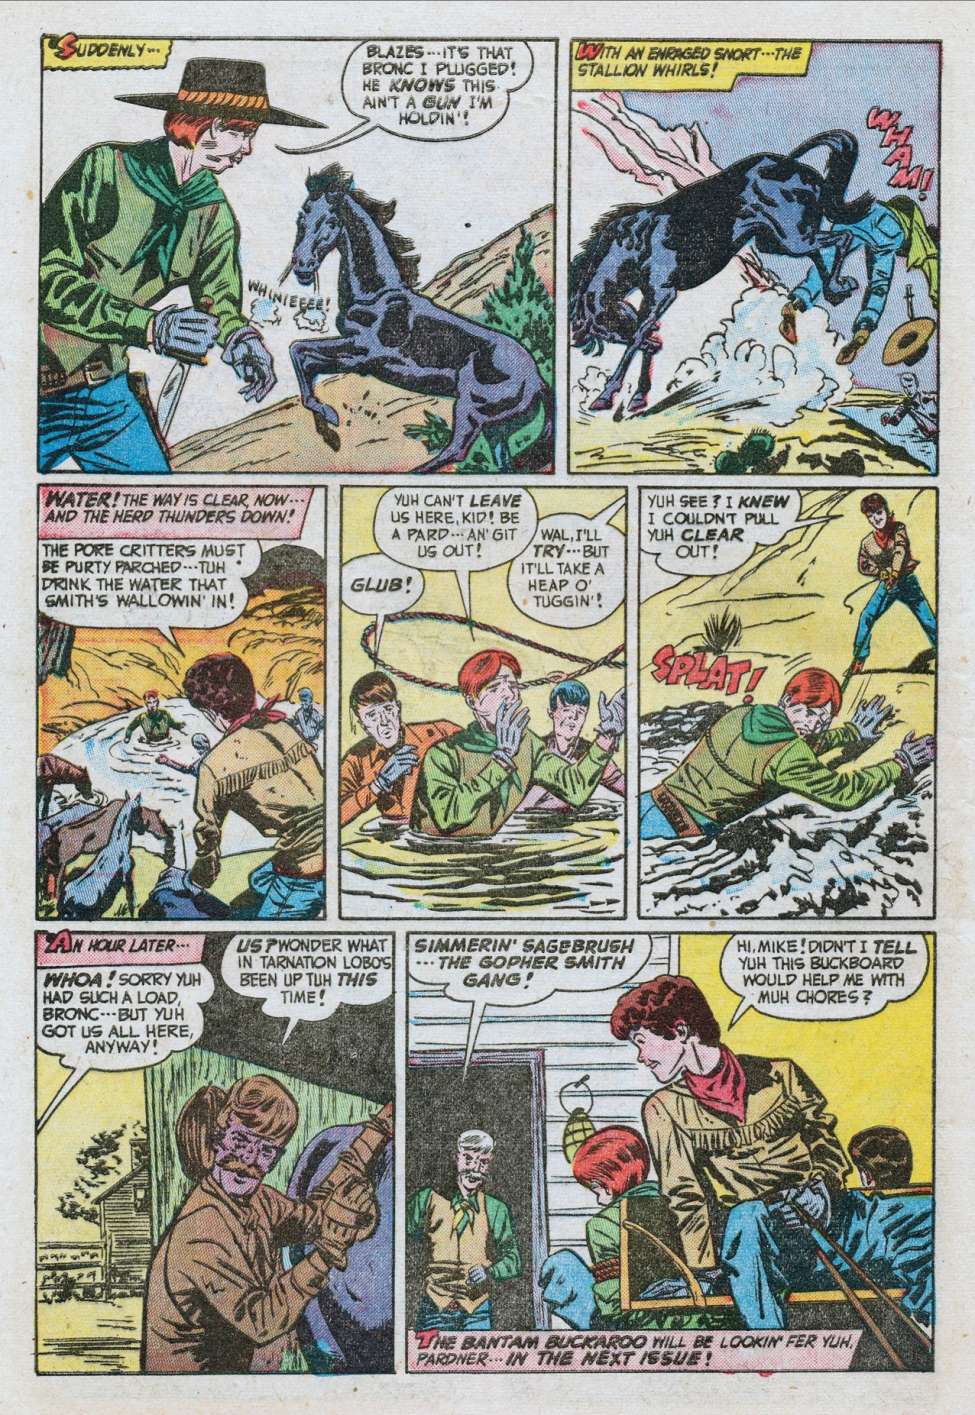 SUDDENLY...
BLAZES...IT'S THAT
BRONC I PLUGGED!
HE KNOWS THIS
AIN'T A GUN I'M
HOLDIN'!
WHINIEEEE!
WITH AN ENRAGED SNORT...THE
STALLION WHIRLS!
WHAM!
WATER! THE WAY IS CLEAR, NOW...
AND THE HERD THUNDERS DOWN!
THE PORE CRITTERS MUST
BE PURTY PARCHED...TUH
DRINK THE WATER THAT
SMITH'S WALLOWIN' IN!
GLUB!
YUH CAN'T LEAVE
US HERE, KID! BE
A PARD...AN' GIT
US OUT!
WAL, I'LL
TRY...BUT
IT'LL TAKE A
HEAP O'
TUGGIN'!
YUH SEE? I KNEW
I COULDN'T PULL
YUH CLEAR
OUT!
SPLAT!
AN HOUR LATER...
WHOA! SORRY YUH
HAD SUCH A LOAD,
BRONC...BUT YUH
GOT US ALL HERE,
ANYWAY!
US? WONDER WHAT
IN TARNATION LOBO'S
BEEN UP TUH THIS
TIME!
SIMMERIN' SAGEBRUSH
...THE GOPHER SMITH
GANG!
HI, MIKE! DIDN'T I TELL
YUH THIS BUCKBOARD
WOULD HELP ME WITH
MUH CHORES?
THE BANTAM BUCKAROO WILL BE LOOKIN' FER YUH,
PARDNER...IN THE NEXT ISSUE!